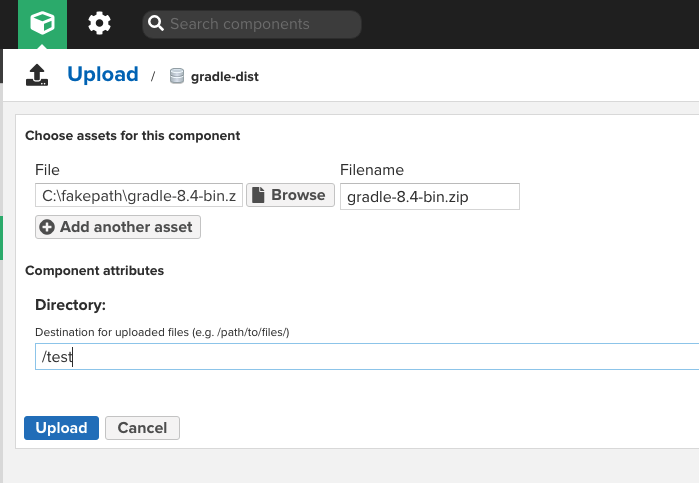 Search components
Upload / gradle-dist
Choose assets for this component
File Filename
C:\fakepath\gradle-8.4-bin.z Browse gradle-8.4-bin.zip
Add another asset
Component attributes
Directory:
Destination for uploaded files (e.g. /path/to/files/)
/test
Upload Cancel